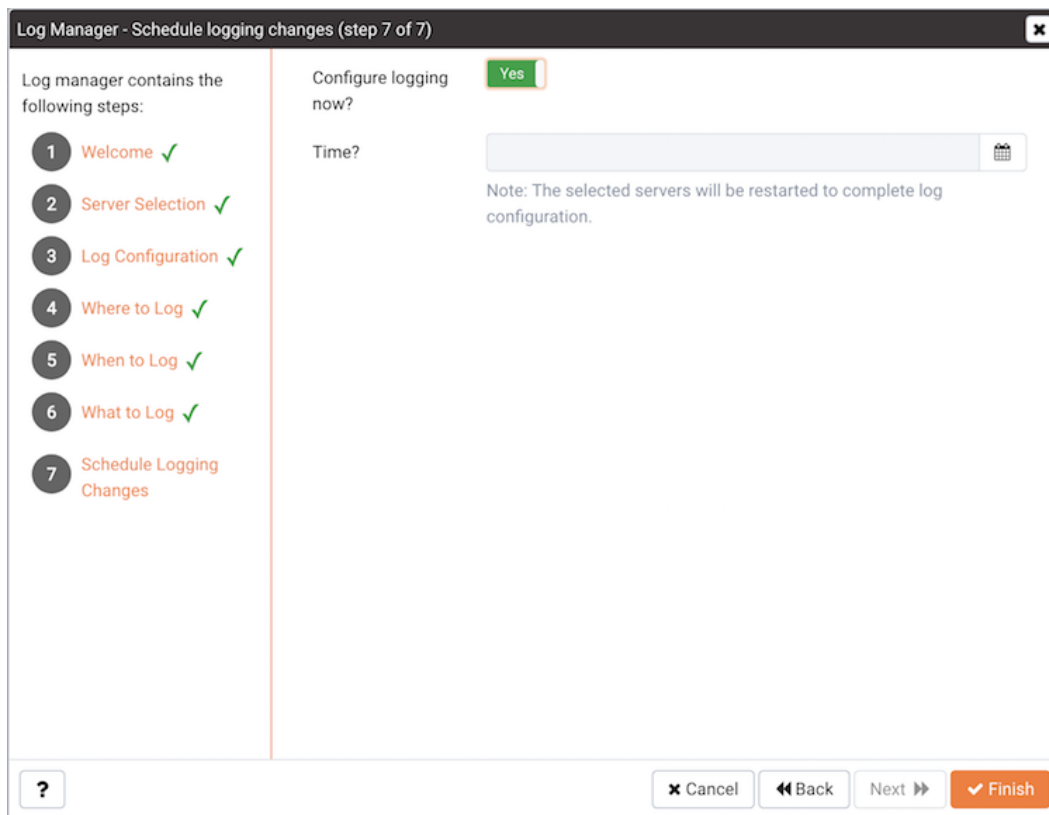 Log Manager - Schedule logging changes (step 7 of 7)
Log manager contains the
following steps:
1 Welcome
2 Server Selection
3 Log Configuration
4 Where to Log
5 When to Log
6 What to Log
7 Schedule Logging
Changes
Configure logging
now?
Yes
Time?
Note: The selected servers will be restarted to complete log
configuration.
?
Cancel
Back
Next
Finish